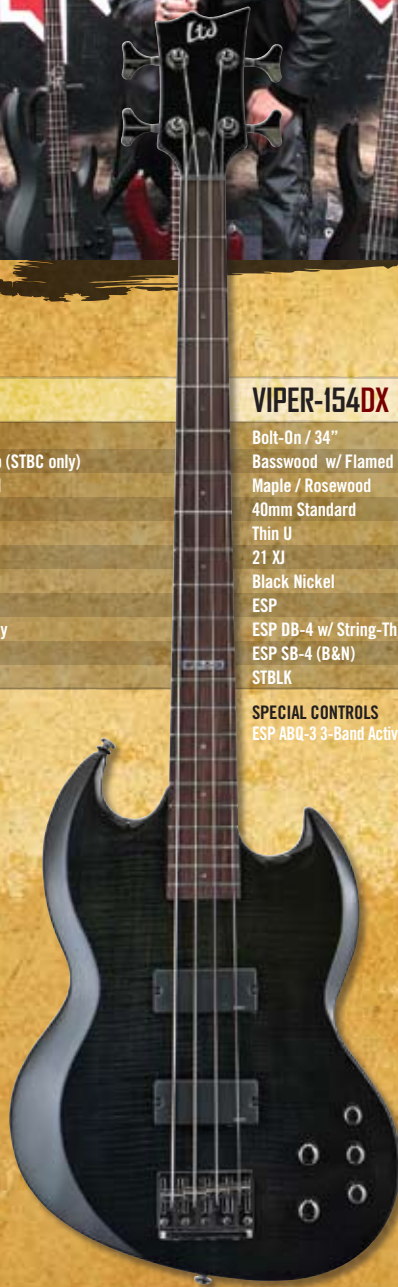 Ltd
(STBC only)
y
VIPER-154DX
Bolt-On / 34"
Basswood w/ Flamed
Maple / Rosewood
40mm Standard
Thin U
21 XJ
Black Nickel
ESP
ESP DB-4 w/ String-Th
ESP SB-4 (B&N)
STBLK
SPECIAL CONTROLS
ESP ABQ-3 3-Band Activ